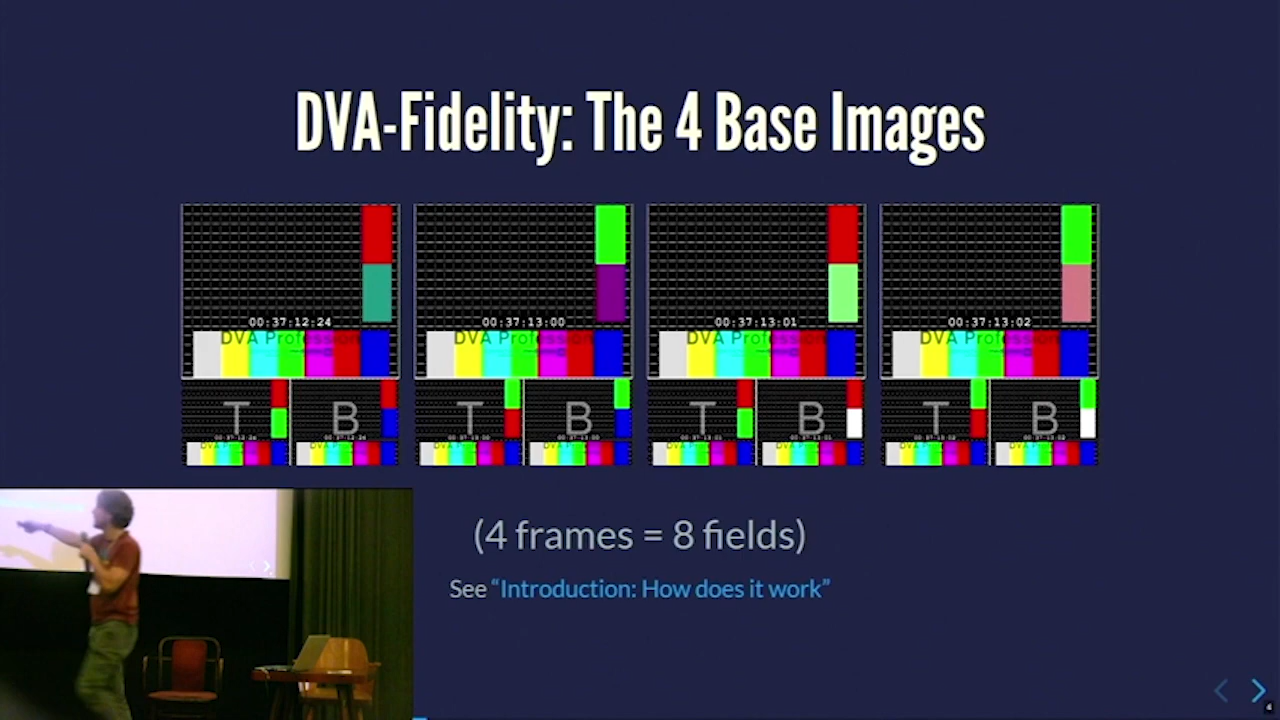 DVA-Fidelity: The 4 Base Images
00:37:12:24
00:37:13:00
00:37:13:01
00:37:13:02
DVA Profession
DVA Profession
DVA Profession
DVA Profession
T B T B T B T B
(4 frames = 8 fields)
See “Introduction: How does it work”
4